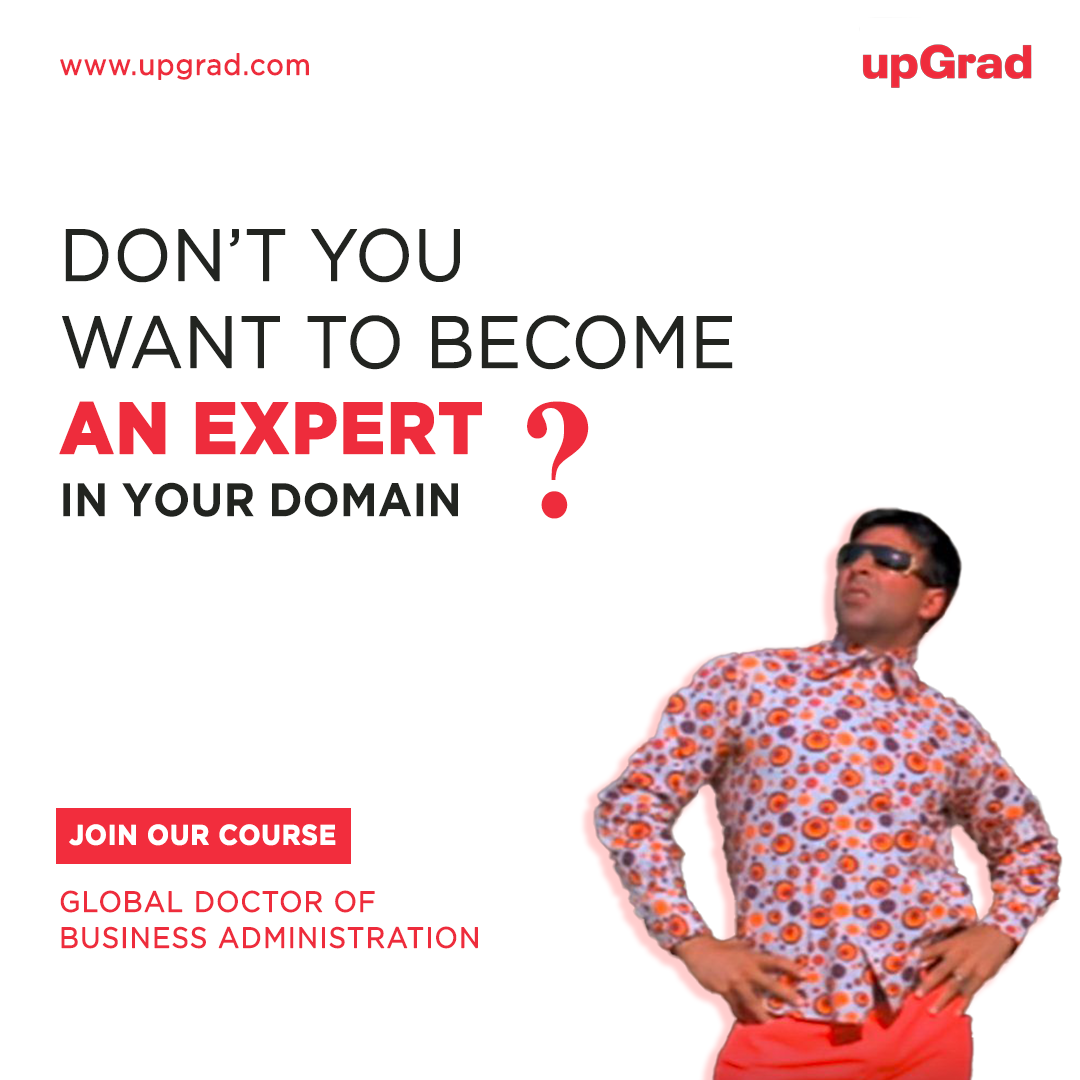 www.upgrad.com
upGrad
DON’T YOU
WANT TO BECOME
AN EXPERT ?
IN YOUR DOMAIN
JOIN OUR COURSE
GLOBAL DOCTOR OF
BUSINESS ADMINISTRATION